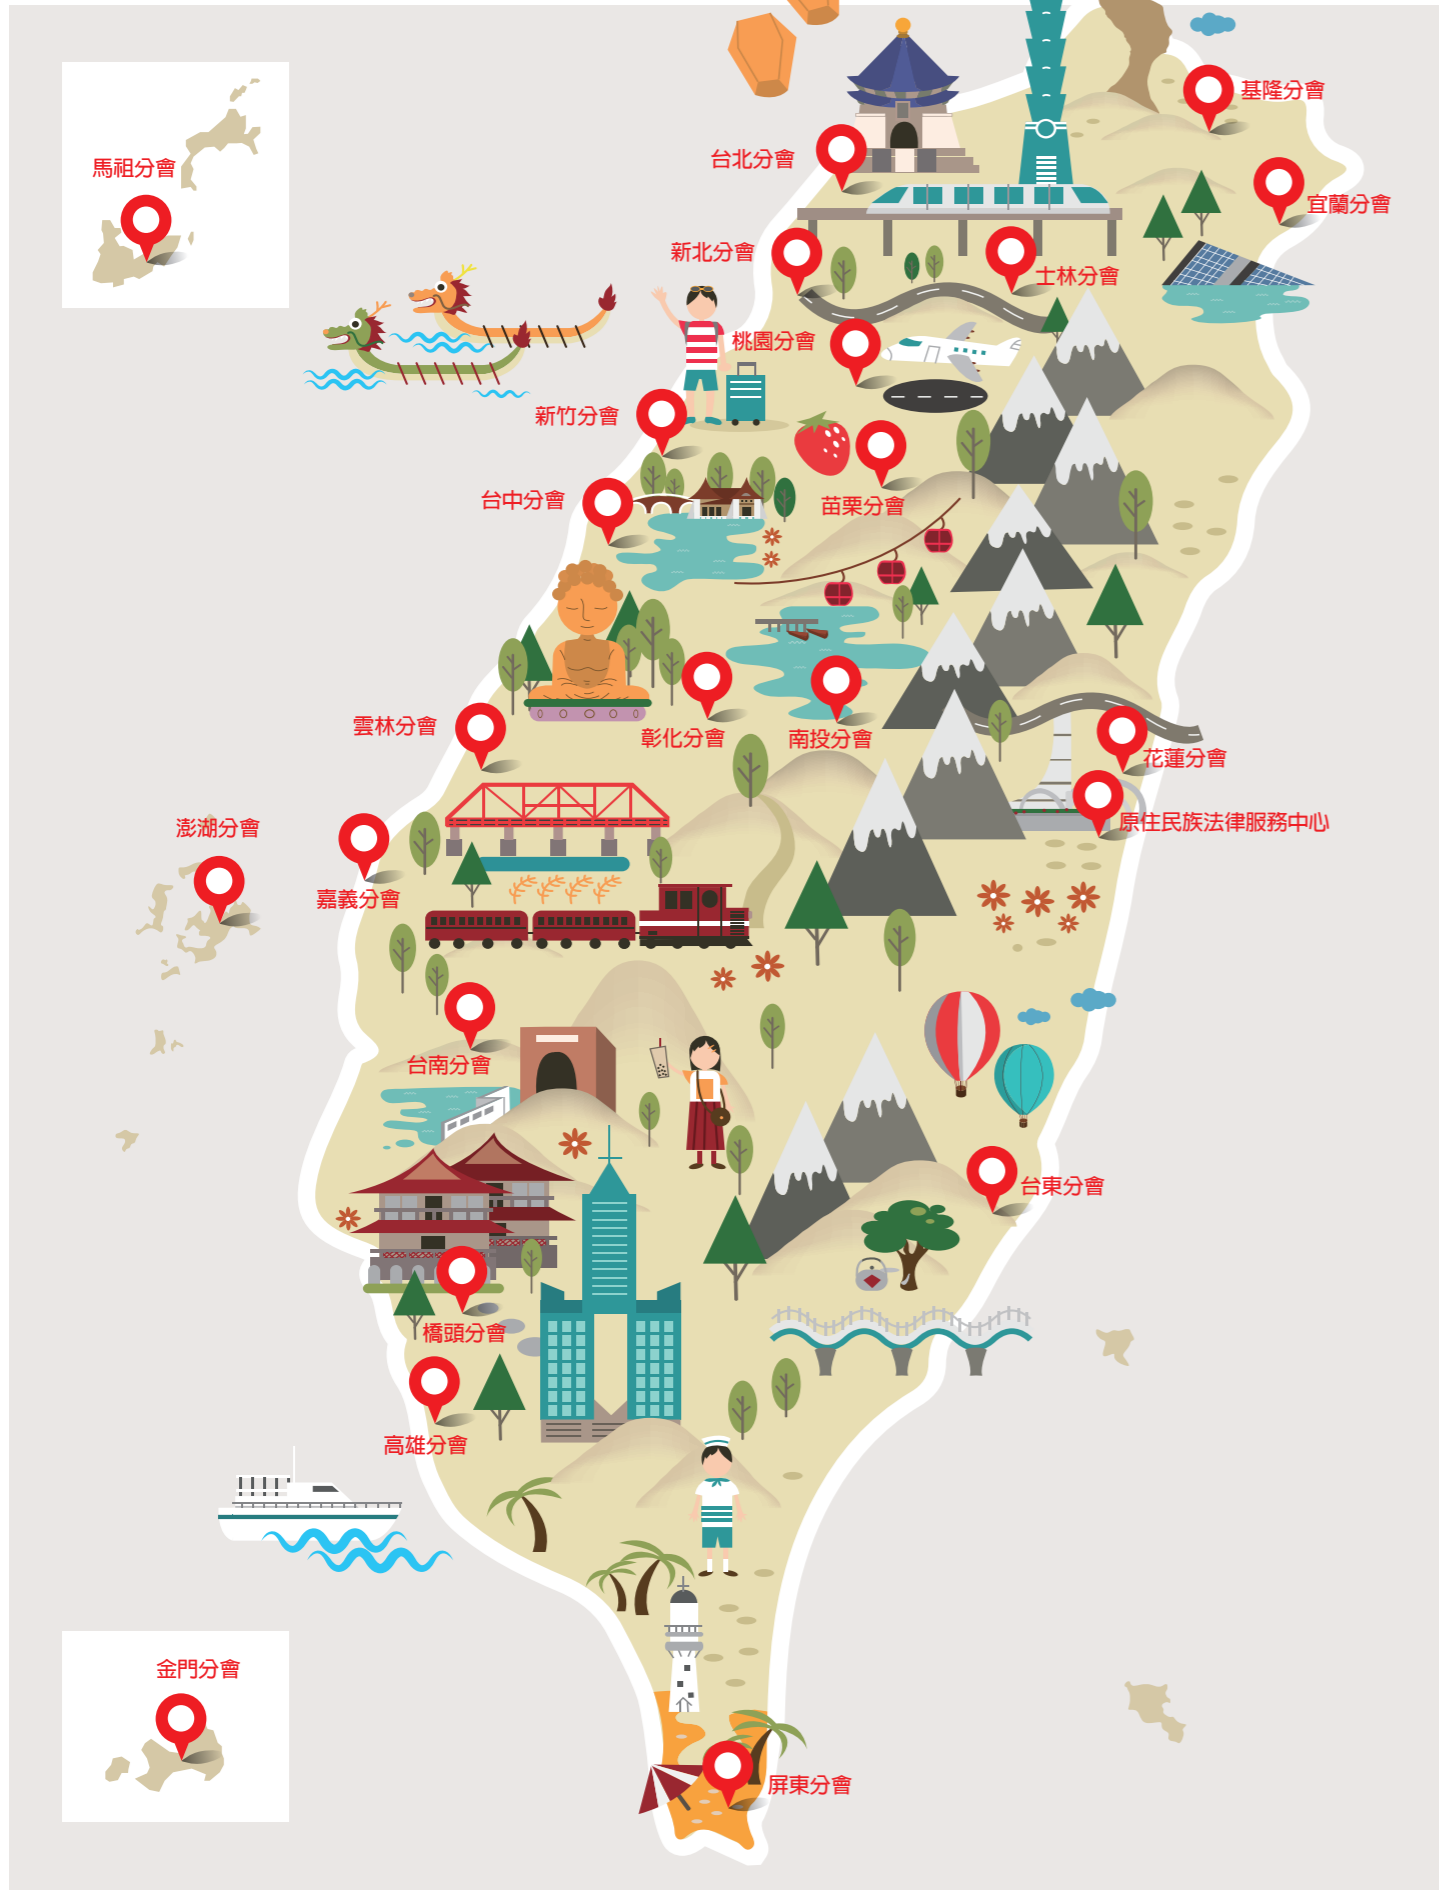 基隆分會
台北分會
馬祖分會
宜蘭分會
新北分會
士林分會
桃園分會
新竹分會
台中分會
苗栗分會
雲林分會
彰化分會
南投分會
花蓮分會
原住民族法律服務中心
澎湖分會
嘉義分會
台南分會
台東分會
橋頭分會
高雄分會
金門分會
屏東分會